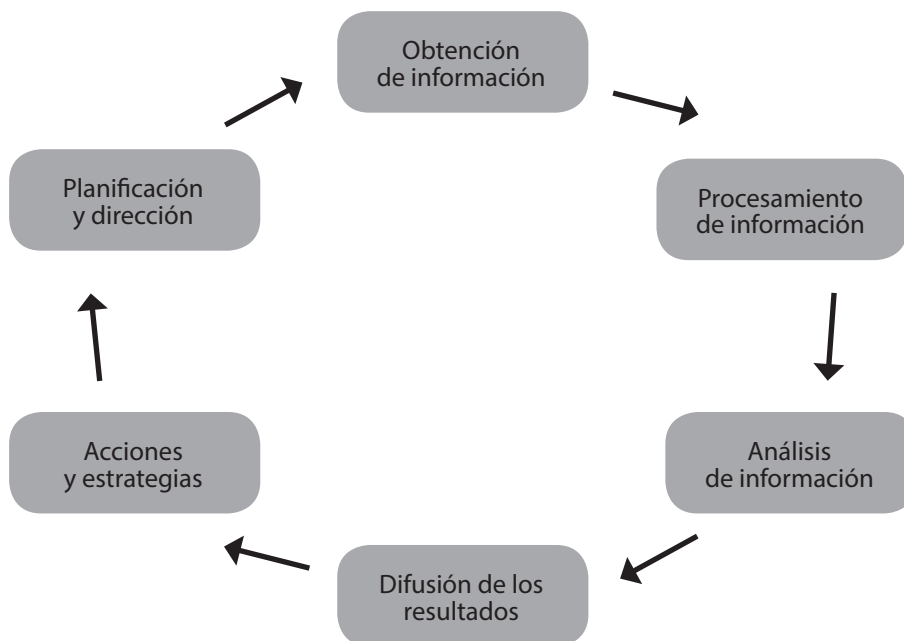 Obtención
de información
Planificación
y dirección
Procesamiento
de información
Acciones
y estrategias
Análisis
de información
Difusión de los
resultados